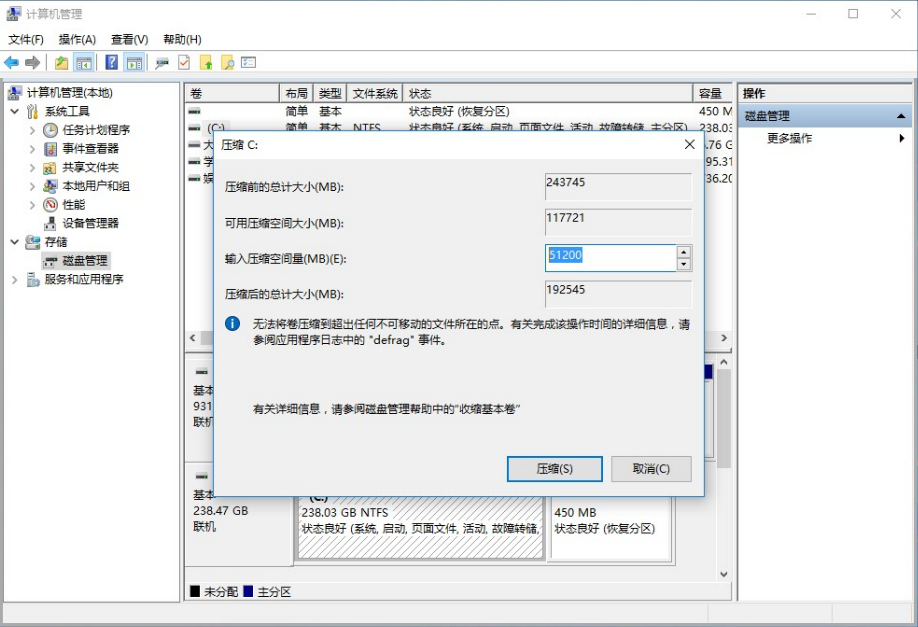 计算机管理
文件(F) 操作(A) 查看(V) 帮助(H)
计算机管理(本地)
系统工具
任务计划程序
事件查看器
共享文件夹
本地用户和组
性能
设备管理器
存储
磁盘管理
服务和应用程序
卷 布局 类型 文件系统 状态 容量
简单 基本 状态良好 (恢复分区) 450 M
(C:) 简单 基本 NTFS 状态良好 (系统, 启动, 页面文件, 活动, 故障转储, 主分区) 238.03
大 .76 G
学 95.31
娱 36.20
压缩 C:
压缩前的总计大小(MB): 243745
可用压缩空间大小(MB): 117721
输入压缩空间量(MB)(E): 51200
压缩后的总计大小(MB): 192545
无法将卷压缩到超出任何不可移动的文件所在的点。有关完成该操作时间的详细信息，请
参阅应用程序日志中的 "defrag" 事件。
有关详细信息，请参阅磁盘管理帮助中的"收缩基本卷"
压缩(S) 取消(C)
基本
931
联机
基本
238.47 GB
联机
(C:)
238.03 GB NTFS
状态良好 (系统, 启动, 页面文件, 活动, 故障转储,
450 MB
状态良好 (恢复分区)
未分配 主分区
操作
磁盘管理
更多操作